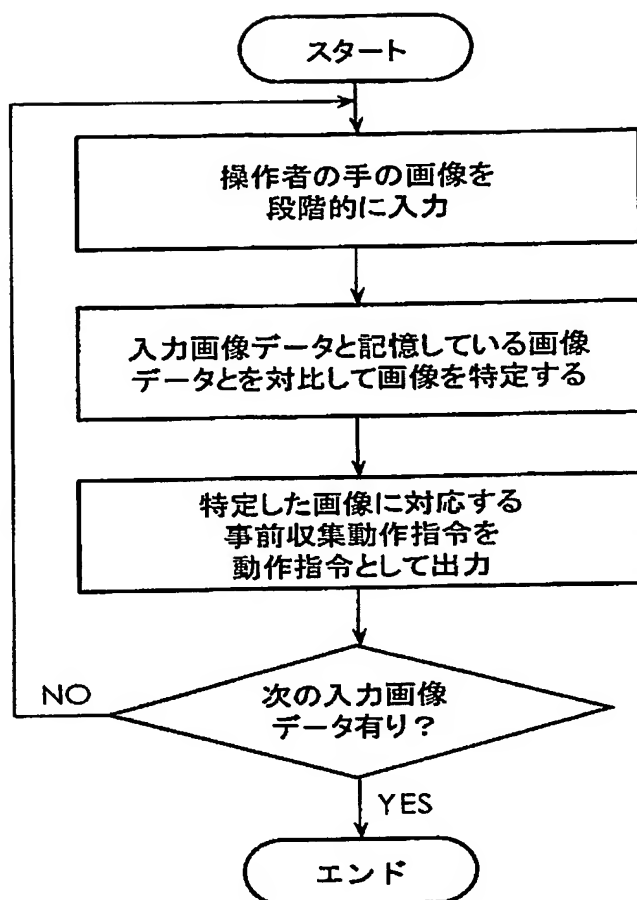 スタート
操作者の手の画像を
段階的に入力
入力画像データと記憶している画像
データとを対比して画像を特定する
特定した画像に対応する
事前収集動作指令を
動作指令として出力
次の入力画像
データ有り？
NO
YES
エンド